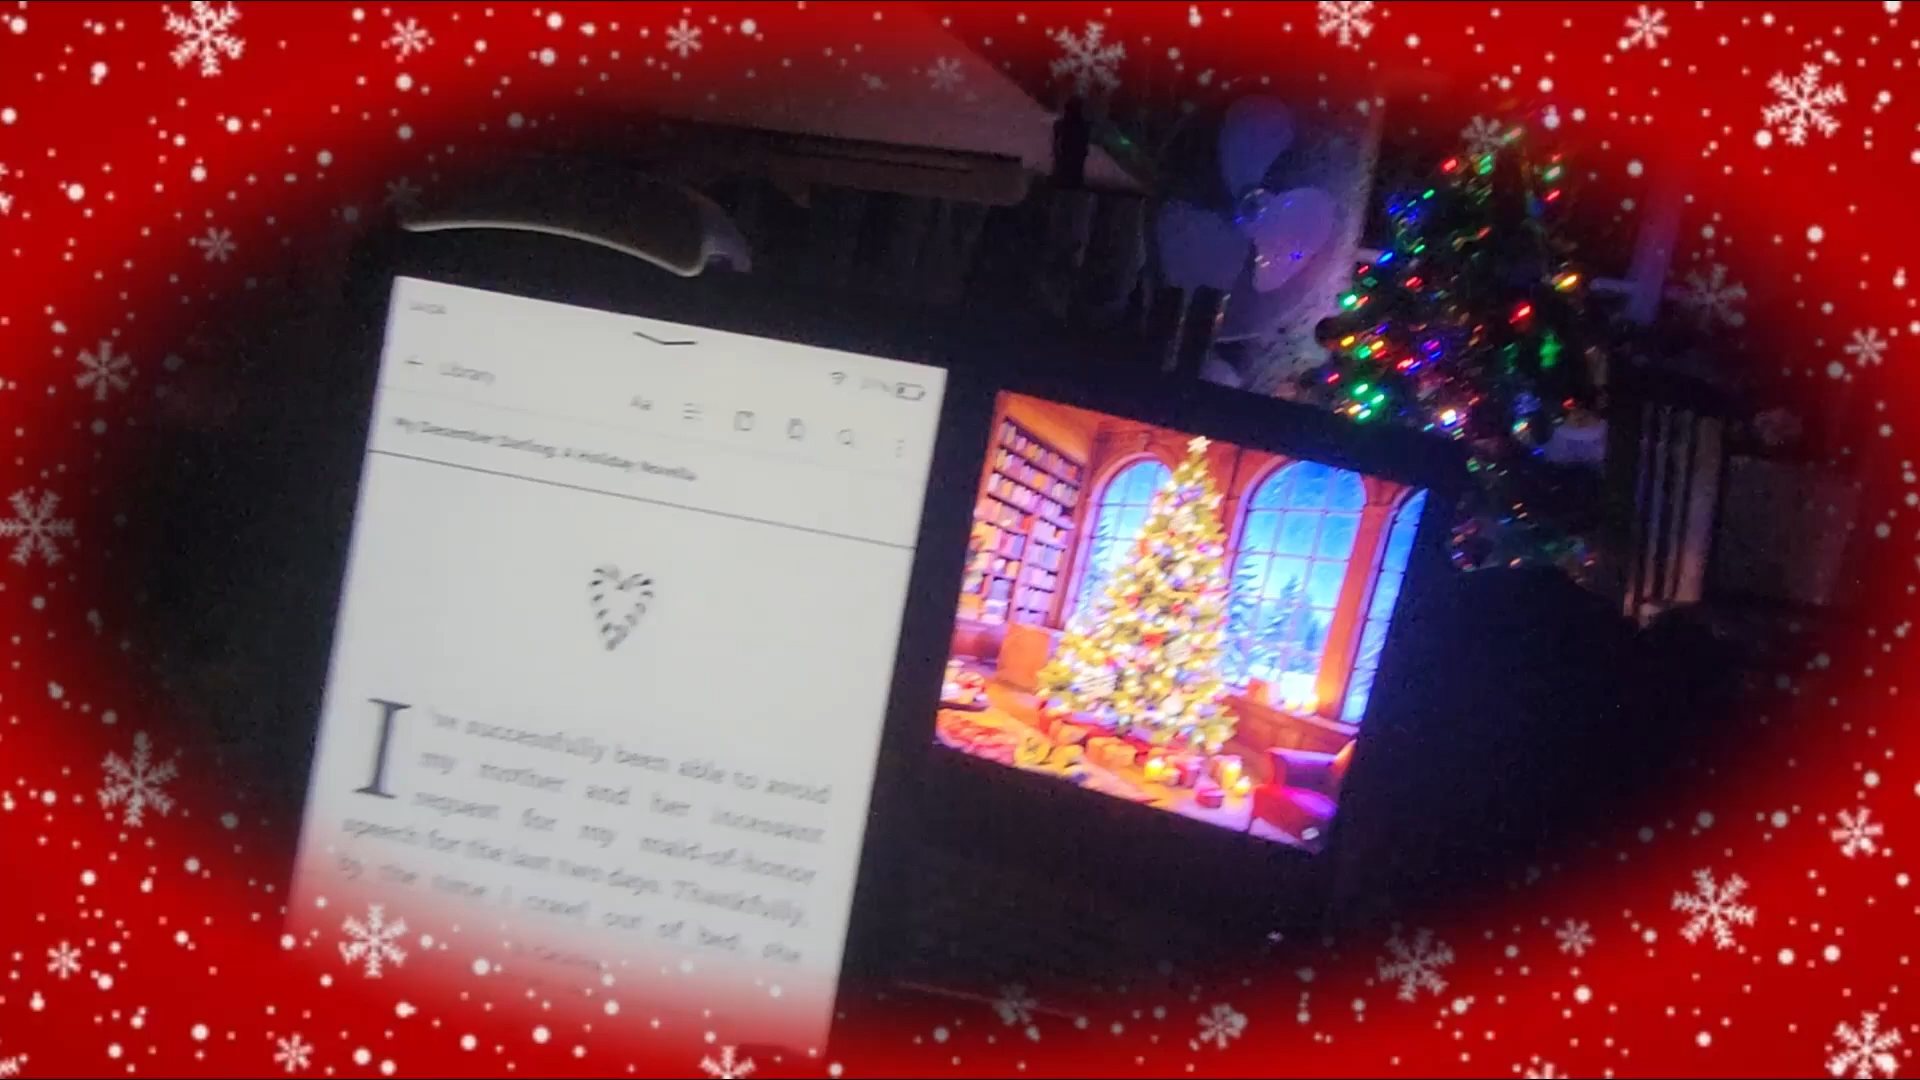 Library
Aa
My December Darling: A Holiday Novella
I've successfully been able to avoid
my mother and her incessant
request for my maid-of-honor
speech for the last two days. Thankfully,
by the time I crawl out of bed, she